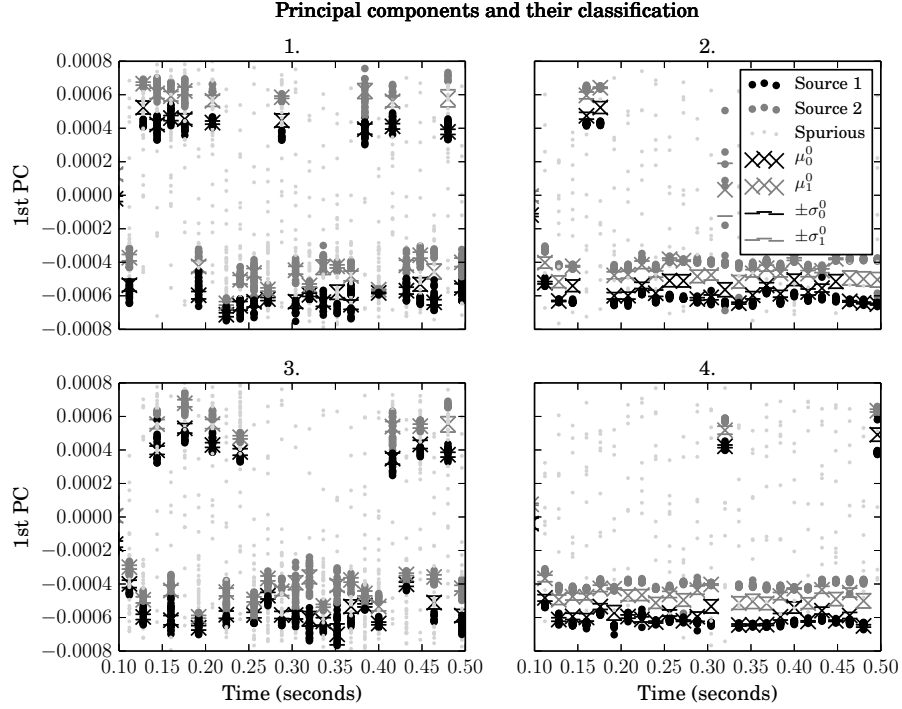 Principal components and their classification
1.
2.
0.0008
0.0006
0.0004
0.0002
0.0000
−0.0002
−0.0004
−0.0006
−0.0008
1st PC
Source 1
Source 2
Spurious
μ₀⁰
μ₁⁰
±σ₀⁰
±σ₁⁰
3.
4.
0.0008
0.0006
0.0004
0.0002
0.0000
−0.0002
−0.0004
−0.0006
−0.0008
1st PC
0.10 0.15 0.20 0.25 0.30 0.35 0.40 0.45 0.50
0.10 0.15 0.20 0.25 0.30 0.35 0.40 0.45 0.50
Time (seconds)
Time (seconds)